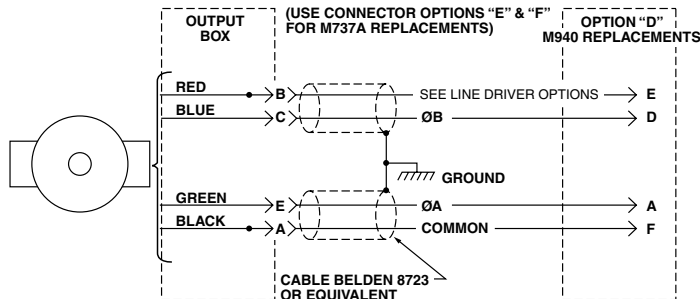 OUTPUT
BOX
(USE CONNECTOR OPTIONS “E” & “F”
FOR M737A REPLACEMENTS)
OPTION “D”
M940 REPLACEMENTS
RED
B
SEE LINE DRIVER OPTIONS
E
BLUE
C
ØB
D
GROUND
GREEN
E
ØA
A
BLACK
A
COMMON
F
CABLE BELDEN 8723
OR EQUIVALENT